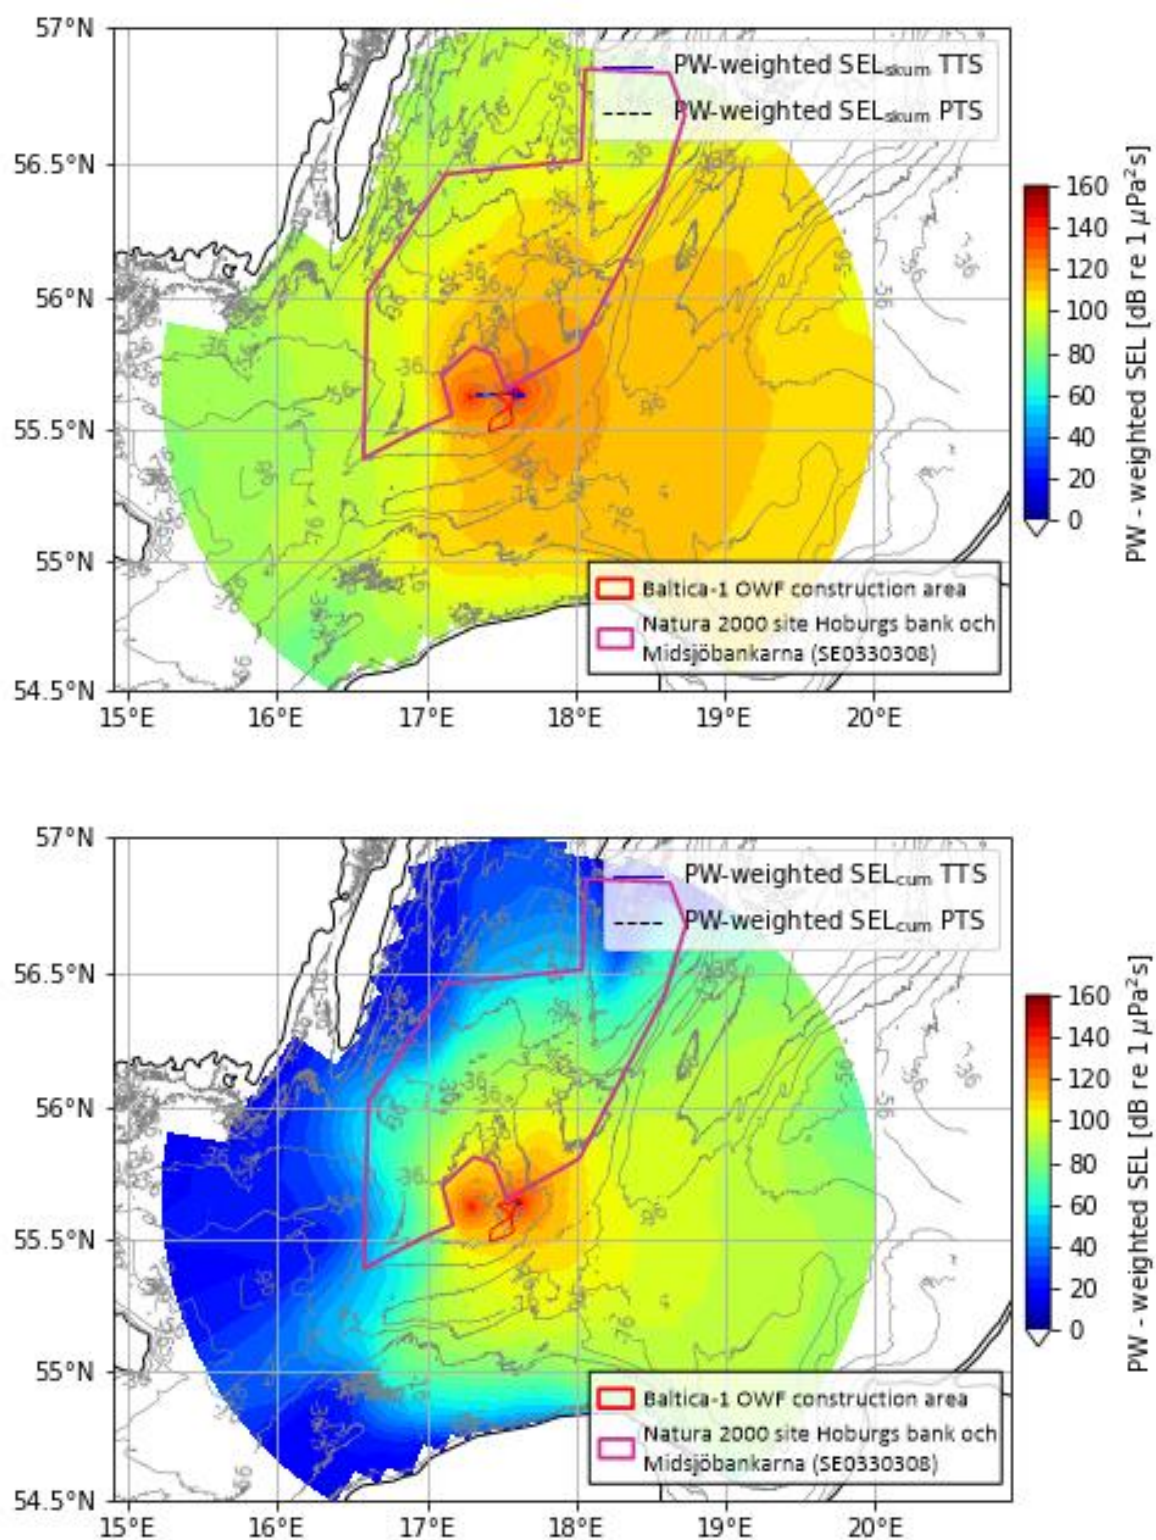 57°N
PW-weighted SELskum TTS
PW-weighted SELskum PTS
56.5°N
56°N
55.5°N
55°N
54.5°N
15°E 16°E 17°E 18°E 19°E 20°E
160
140
120
100
80
60
40
20
0
PW - weighted SEL [dB re 1 μPa²s]
Baltica-1 OWF construction area
Natura 2000 site Hoburgs bank och
Midsjöbankarna (SE0330308)
57°N
PW-weighted SELcum TTS
PW-weighted SELcum PTS
56.5°N
56°N
55.5°N
55°N
54.5°N
15°E 16°E 17°E 18°E 19°E 20°E
160
140
120
100
80
60
40
20
0
PW - weighted SEL [dB re 1 μPa²s]
Baltica-1 OWF construction area
Natura 2000 site Hoburgs bank och
Midsjöbankarna (SE0330308)